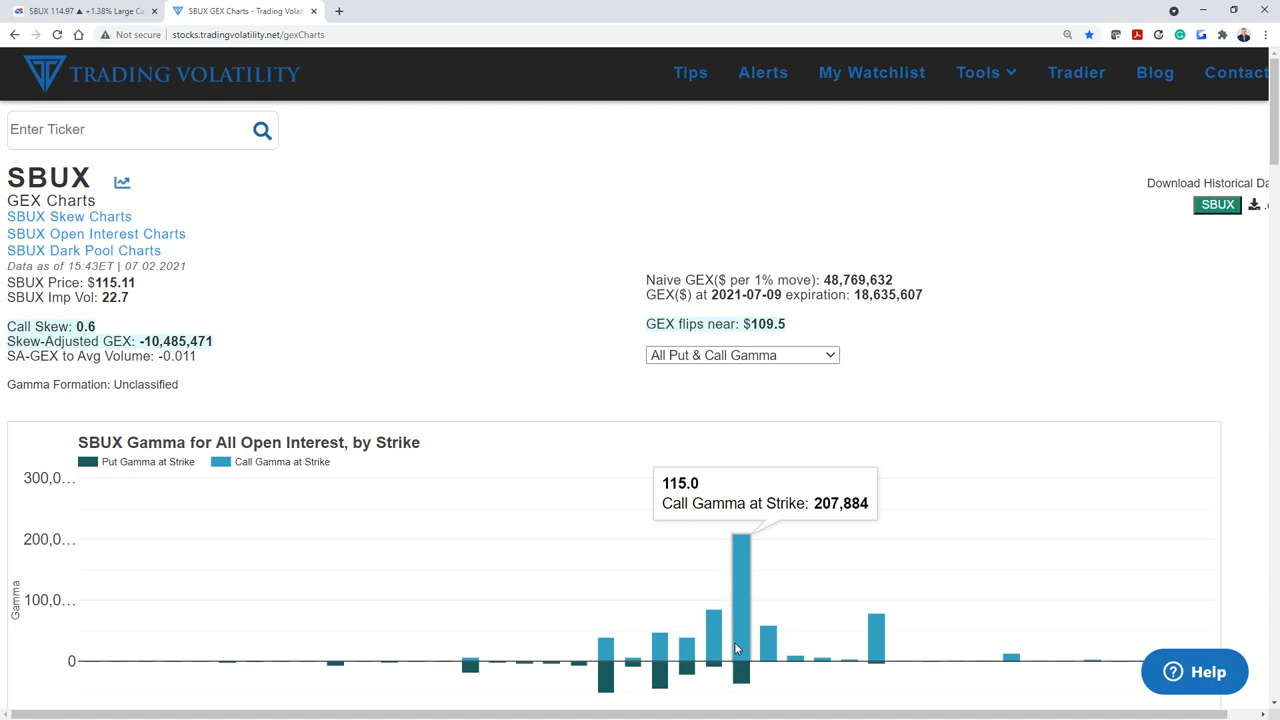 SBUX 114.97 ▲ +1.38% Large Ca
SBUX GEX Charts - Trading Volati
Not secure | stocks.tradingvolatility.net/gexCharts
TRADING VOLATILITY
Tips
Alerts
My Watchlist
Tools
Tradier
Blog
Contact
Enter Ticker
SBUX
GEX Charts
SBUX Skew Charts
SBUX Open Interest Charts
SBUX Dark Pool Charts
Data as of 15:43ET | 07.02.2021
SBUX Price: $115.11
SBUX Imp Vol: 22.7
Call Skew: 0.6
Skew-Adjusted GEX: -10,485,471
SA-GEX to Avg Volume: -0.011
Gamma Formation: Unclassified
Download Historical Da
SBUX
Naive GEX($ per 1% move): 48,769,632
GEX($) at 2021-07-09 expiration: 18,635,607
GEX flips near: $109.5
All Put & Call Gamma
SBUX Gamma for All Open Interest, by Strike
Put Gamma at Strike
Call Gamma at Strike
300,0...
200,0...
100,0...
0
Gamma
115.0
Call Gamma at Strike: 207,884
Help